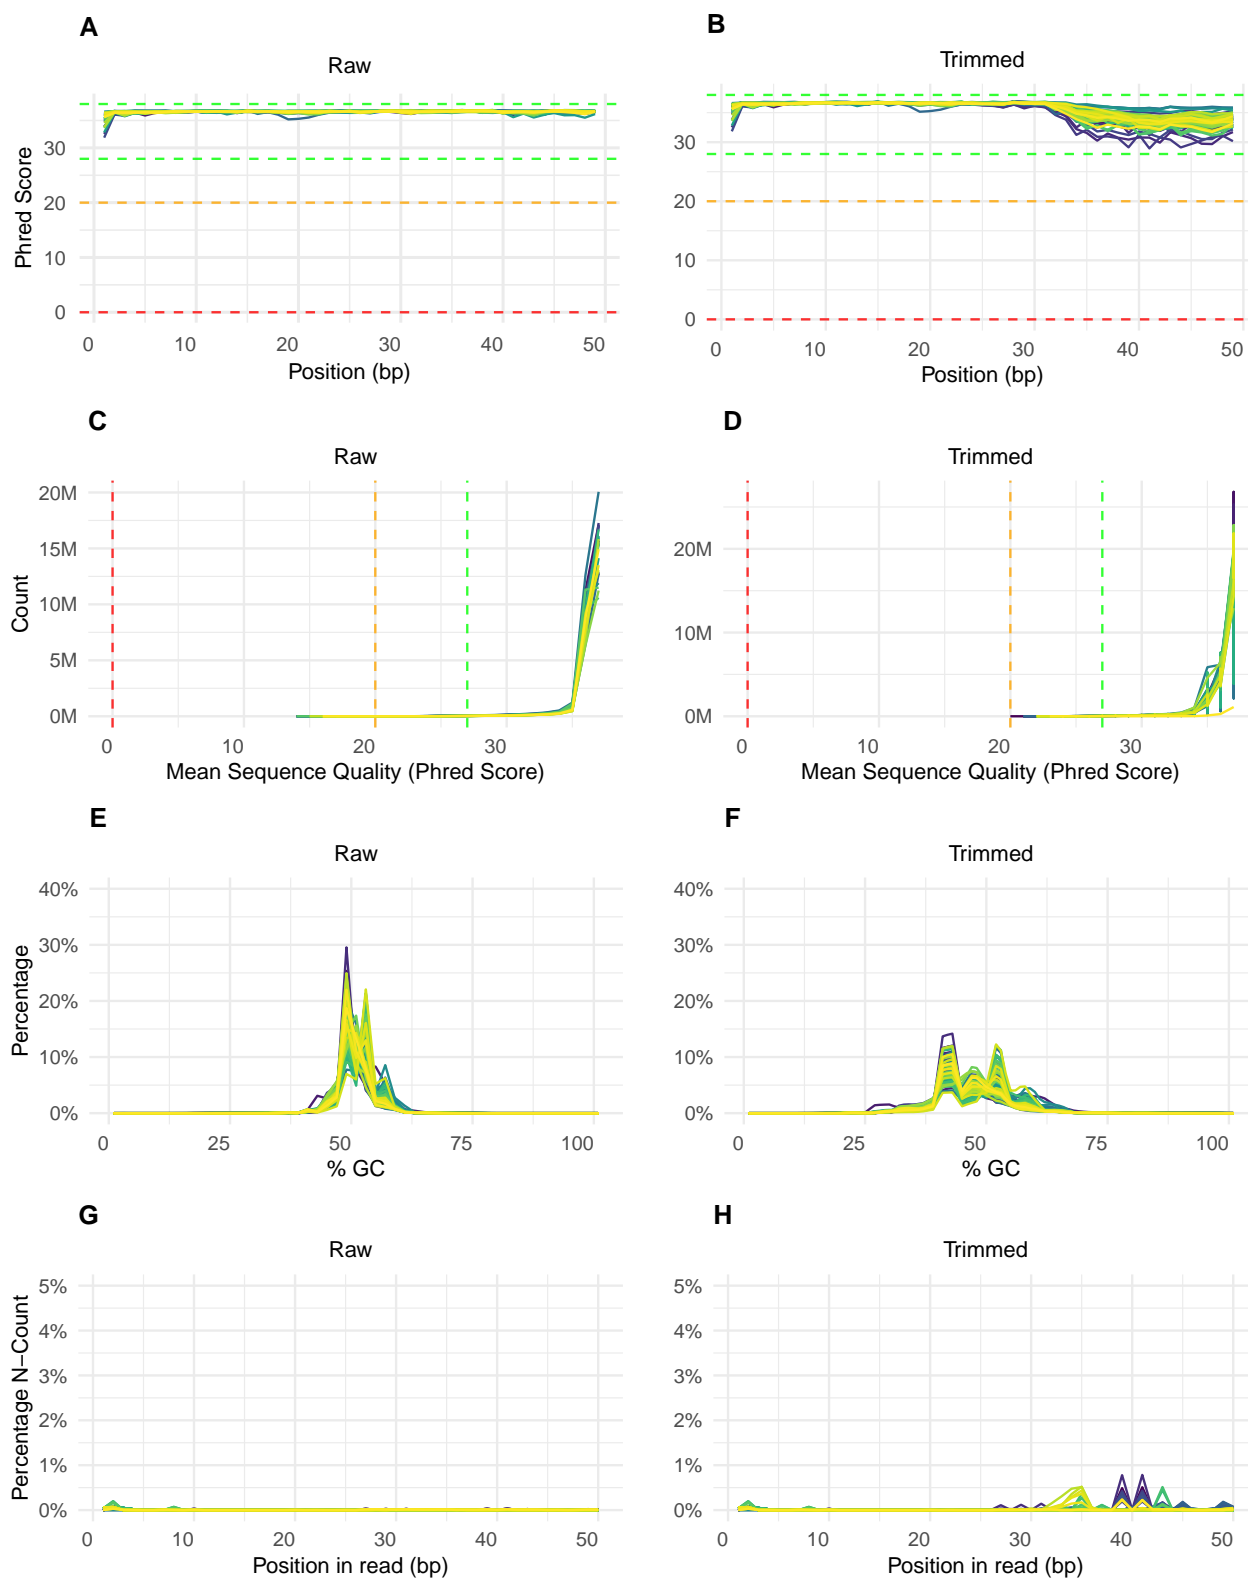 A
Raw
Phred Score
30
20
10
0
0 10 20 30 40 50
Position (bp)
B
Trimmed
30
20
10
0
0 10 20 30 40 50
Position (bp)
C
Raw
Count
20M
15M
10M
5M
0M
0 10 20 30
Mean Sequence Quality (Phred Score)
D
Trimmed
20M
10M
0M
0 10 20 30
Mean Sequence Quality (Phred Score)
E
Raw
Percentage
40%
30%
20%
10%
0%
0 25 50 75 100
% GC
F
Trimmed
40%
30%
20%
10%
0%
0 25 50 75 100
% GC
G
Raw
Percentage N−Count
5%
4%
3%
2%
1%
0%
0 10 20 30 40 50
Position in read (bp)
H
Trimmed
5%
4%
3%
2%
1%
0%
0 10 20 30 40 50
Position in read (bp)